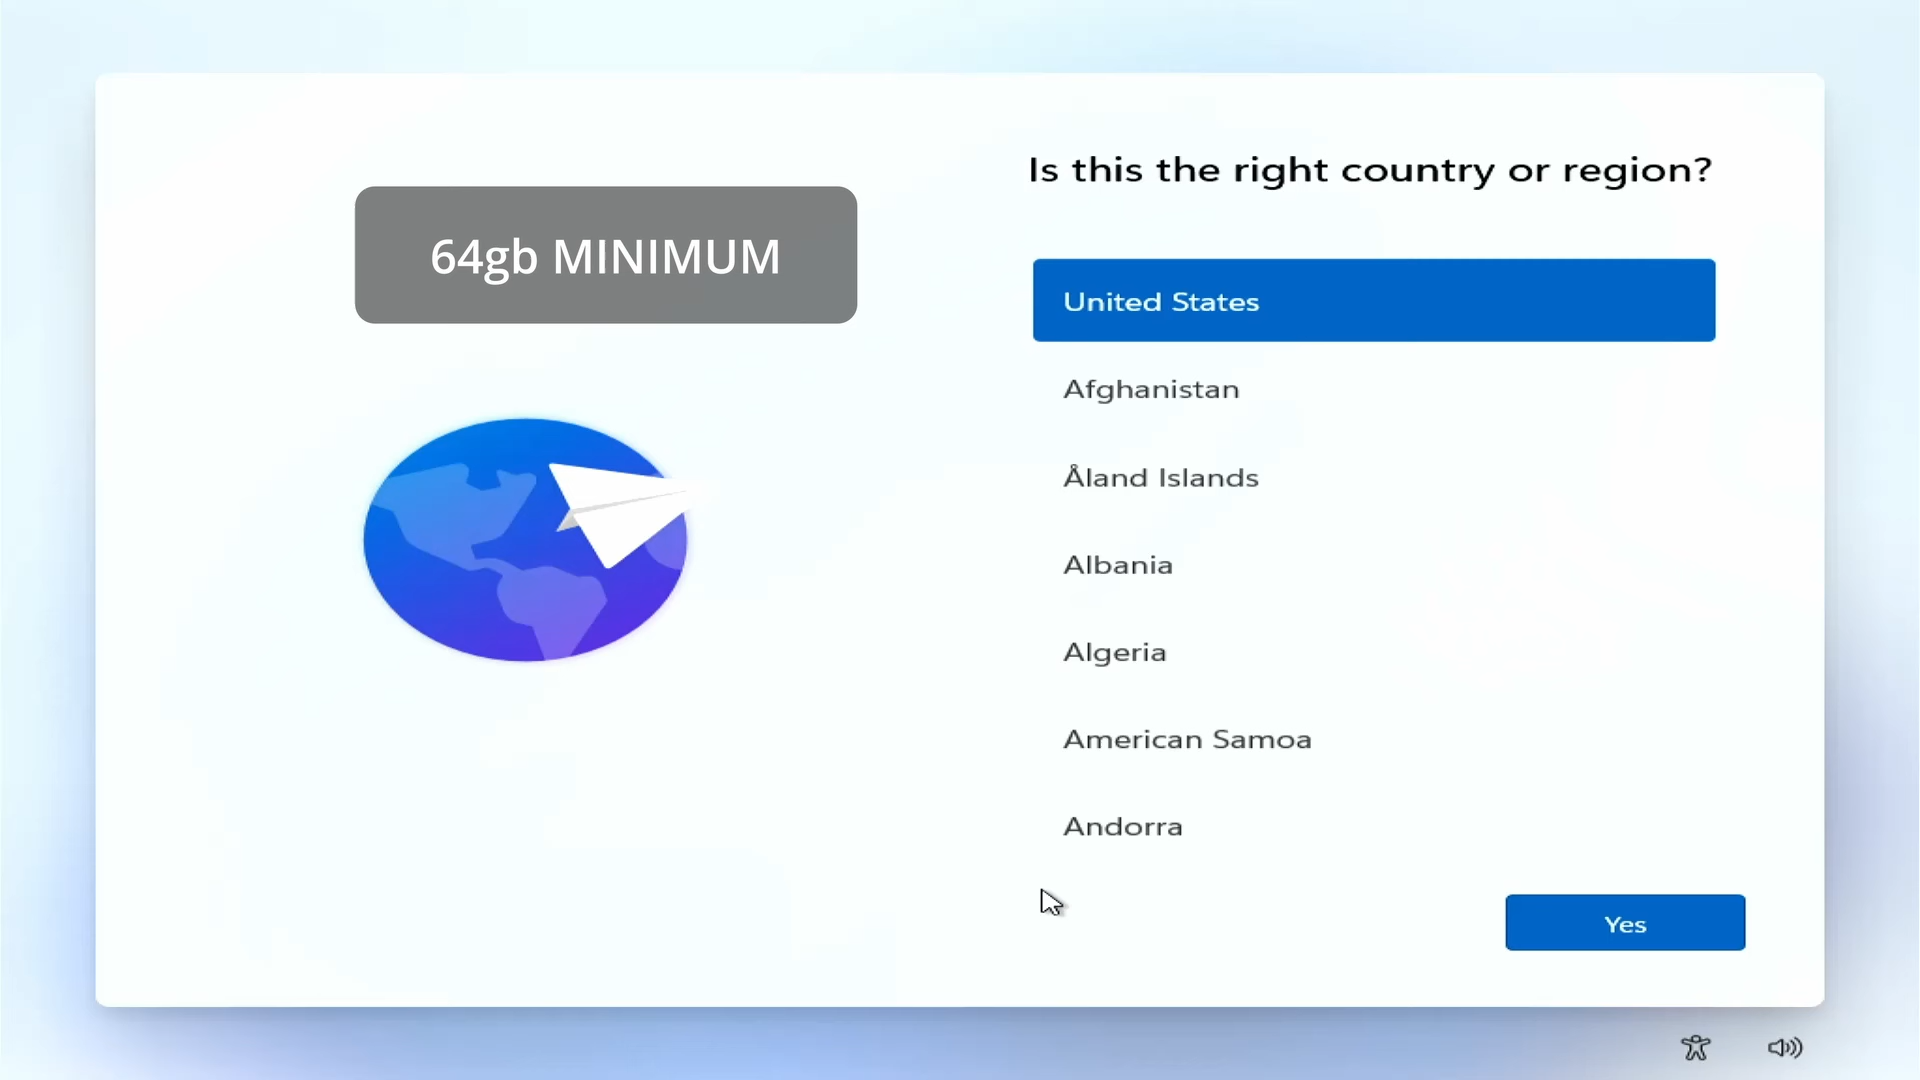 64gb MINIMUM
Is this the right country or region?
United States
Afghanistan
Åland Islands
Albania
Algeria
American Samoa
Andorra
Yes